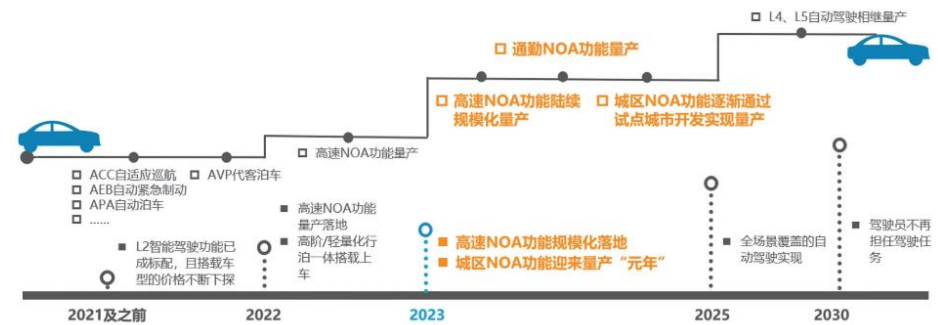 □ L4、L5自动驾驶相继量产
□ 通勤NOA功能量产
□ 高速NOA功能陆续
规模化量产
□ 城区NOA功能逐渐通过
试点城市开发实现量产
□ 高速NOA功能量产
□ ACC自适应巡航
□ AEB自动紧急制动
□ APA自动泊车
□ ......
□ AVP代客泊车
■ L2智能驾驶功能已
成标配，且搭载车
型的价格不断下探
■ 高速NOA功能
量产落地
■ 高阶/轻量化行
泊一体搭载上
车
■ 高速NOA功能规模化落地
■ 城区NOA功能迎来量产“元年”
■ 全场景覆盖的自
动驾驶实现
■ 驾驶员不再
担任驾驶任
务
2021及之前
2022
2023
2025
2030